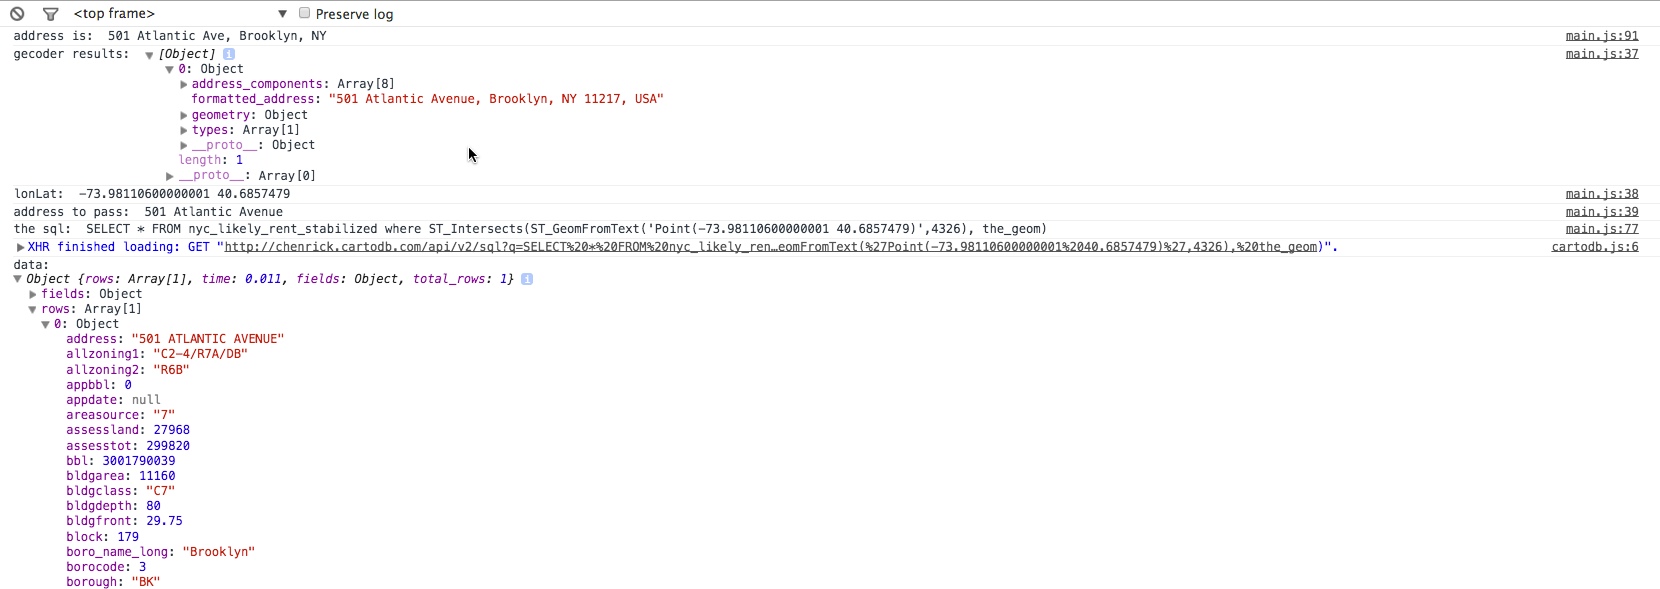 <top frame> Preserve log
address is: 501 Atlantic Ave, Brooklyn, NY main.js:91
gecoder results: [Object] main.js:37
0: Object
address_components: Array[8]
formatted_address: "501 Atlantic Avenue, Brooklyn, NY 11217, USA"
geometry: Object
types: Array[1]
__proto__: Object
length: 1
__proto__: Array[0]
lonLat: -73.98110600000001 40.6857479 main.js:38
address to pass: 501 Atlantic Avenue main.js:39
the sql: SELECT * FROM nyc_likely_rent_stabilized where ST_Intersects(ST_GeomFromText('Point(-73.98110600000001 40.6857479)',4326), the_geom) main.js:77
XHR finished loading: GET "http://chenrick.cartodb.com/api/v2/sql?q=SELECT%20*%20FROM%20nyc_likely_ren…eomFromText(%27Point(-73.98110600000001%2040.6857479)%27,4326),%20the_geom)". cartodb.js:6
data:
Object {rows: Array[1], time: 0.011, fields: Object, total_rows: 1}
fields: Object
rows: Array[1]
0: Object
address: "501 ATLANTIC AVENUE"
allzoning1: "C2-4/R7A/DB"
allzoning2: "R6B"
appbbl: 0
appdate: null
areasource: "7"
assessland: 27968
assesstot: 299820
bbl: 3001790039
bldgarea: 11160
bldgclass: "C7"
bldgdepth: 80
bldgfront: 29.75
block: 179
boro_name_long: "Brooklyn"
borocode: 3
borough: "BK"